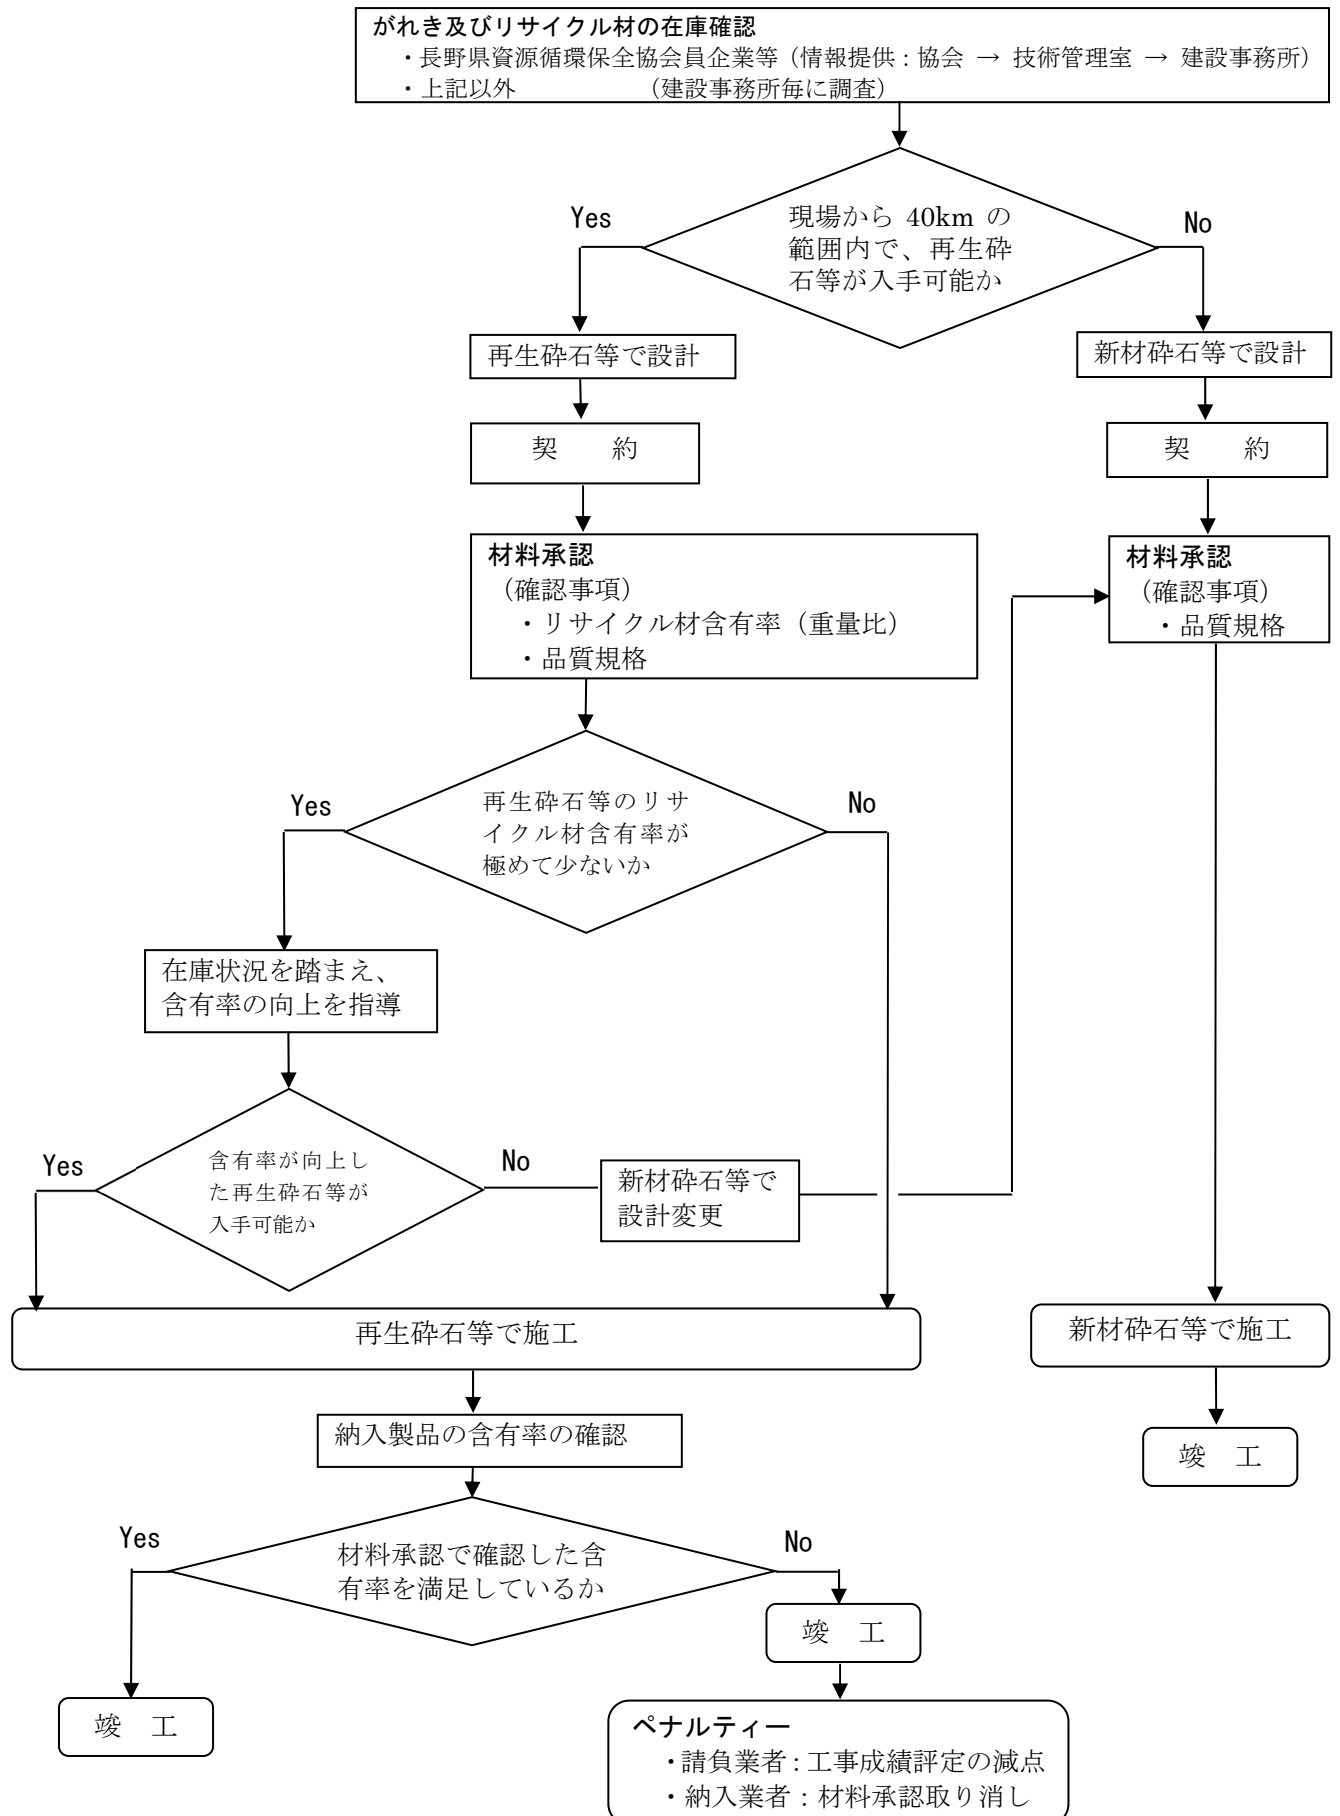 がれき及びリサイクル材の在庫確認
・長野県資源循環保全協会員企業等（情報提供：協会 → 技術管理室 → 建設事務所）
・上記以外　　　　　（建設事務所毎に調査）
現場から 40km の
範囲内で、再生砕
石等が入手可能か
Yes
No
再生砕石等で設計
新材砕石等で設計
契　約
契　約
材料承認
（確認事項）
・リサイクル材含有率（重量比）
・品質規格
材料承認
（確認事項）
・品質規格
再生砕石等のリサ
イクル材含有率が
極めて少ないか
Yes
No
在庫状況を踏まえ、
含有率の向上を指導
含有率が向上し
た再生砕石等が
入手可能か
Yes
No
新材砕石等で
設計変更
再生砕石等で施工
新材砕石等で施工
納入製品の含有率の確認
竣　工
材料承認で確認した含
有率を満足しているか
Yes
No
竣　工
竣　工
ペナルティー
・請負業者：工事成績評定の減点
・納入業者：材料承認取り消し